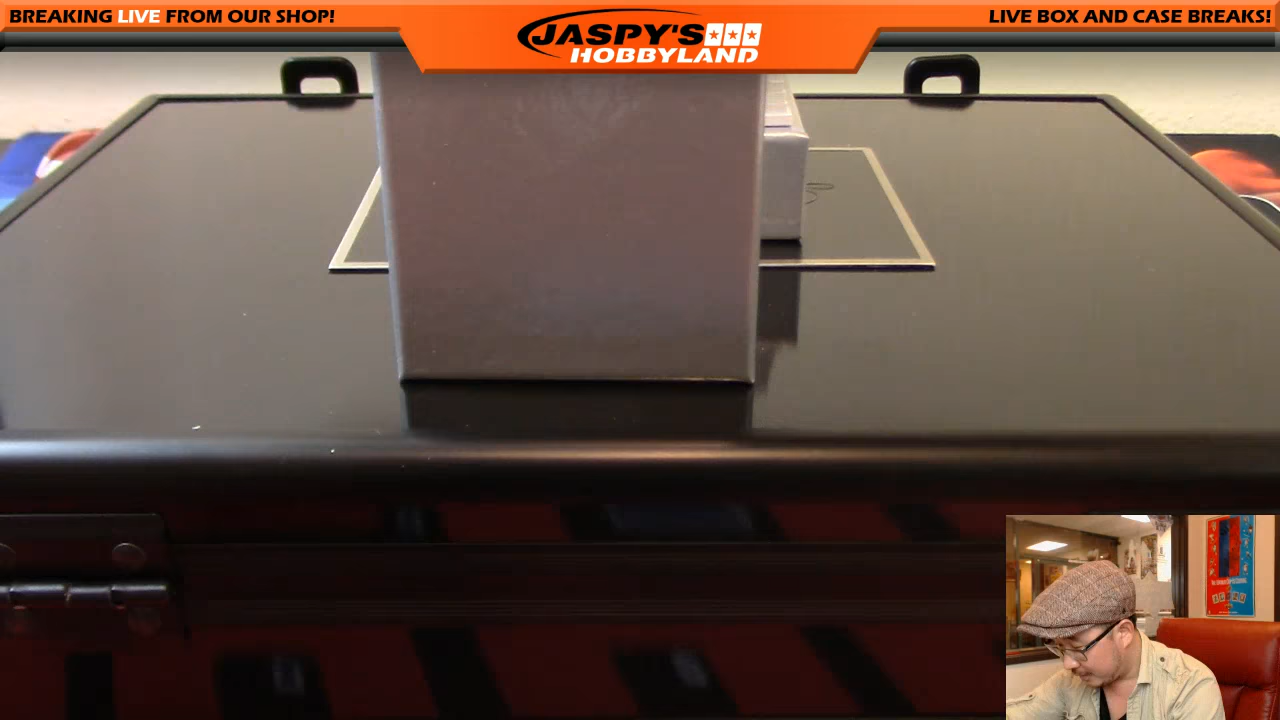 BREAKING LIVE FROM OUR SHOP!
JASPY'S
HOBBYLAND
LIVE BOX AND CASE BREAKS!